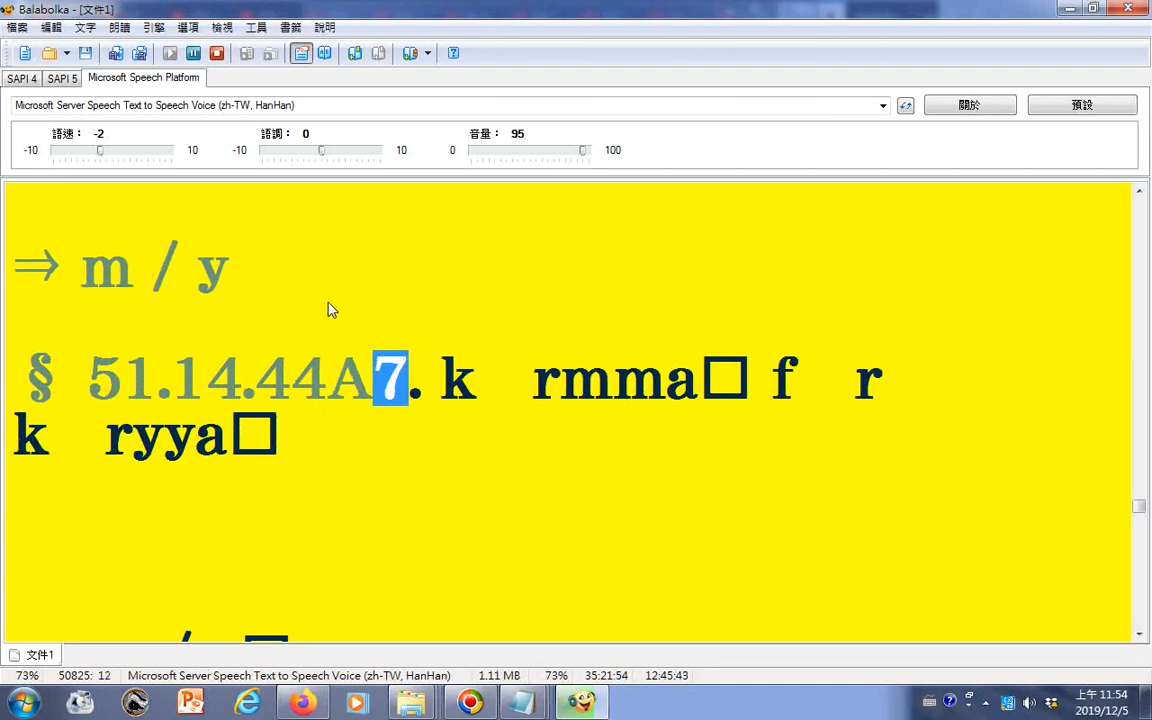 Balabolka - [文件1]
檔案 編輯 文字 朗讀 引擎 選項 檢視 工具 書籤 說明
SAPI 4 SAPI 5 Microsoft Speech Platform
Microsoft Server Speech Text to Speech Voice (zh-TW, HanHan) 關於 預設
語速： -2 語調： 0 音量： 95
-10 10 -10 10 0 100
⇒ m / y
§ 51.14.44A7. k rmma□ f r
k ryya□
文件1
73% 50825: 12 Microsoft Server Speech Text to Speech Voice (zh-TW, HanHan) 1.11 MB 73% 35:21:54 12:45:43
上午 11:54
2019/12/5